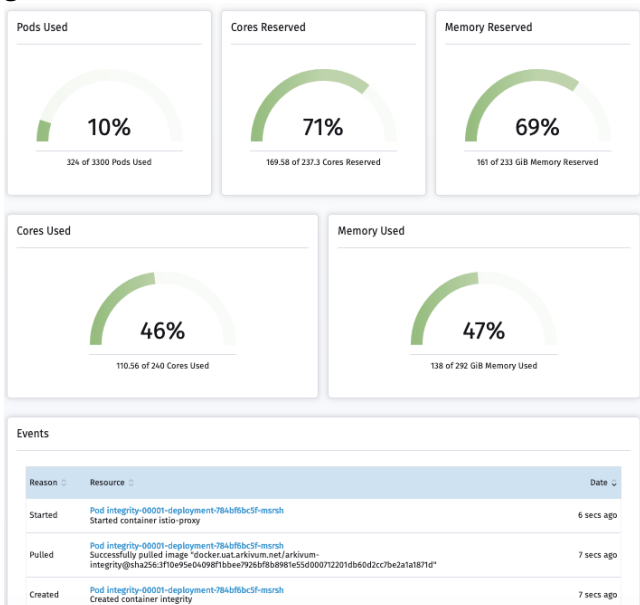 Pods Used
Cores Reserved
Memory Reserved
10%
71%
69%
324 of 3300 Pods Used
169.58 of 237.3 Cores Reserved
161 of 233 GiB Memory Reserved
Cores Used
Memory Used
46%
47%
110.56 of 240 Cores Used
138 of 292 GiB Memory Used
Events
Reason
Resource
Date
Started
Pod integrity-00001-deployment-784bf6bc5f-msrsh
Started container istio-proxy
6 secs ago
Pulled
Pod integrity-00001-deployment-784bf6bc5f-msrsh
Successfully pulled image "docker.uat.arkivum.net/arkivum-
integrity@sha256:3f10e95e04098f1bbee7926bf8b8981e55d000712201db60d2cc7be2a1a1871d"
7 secs ago
Created
Pod integrity-00001-deployment-784bf6bc5f-msrsh
Created container integrity
7 secs ago